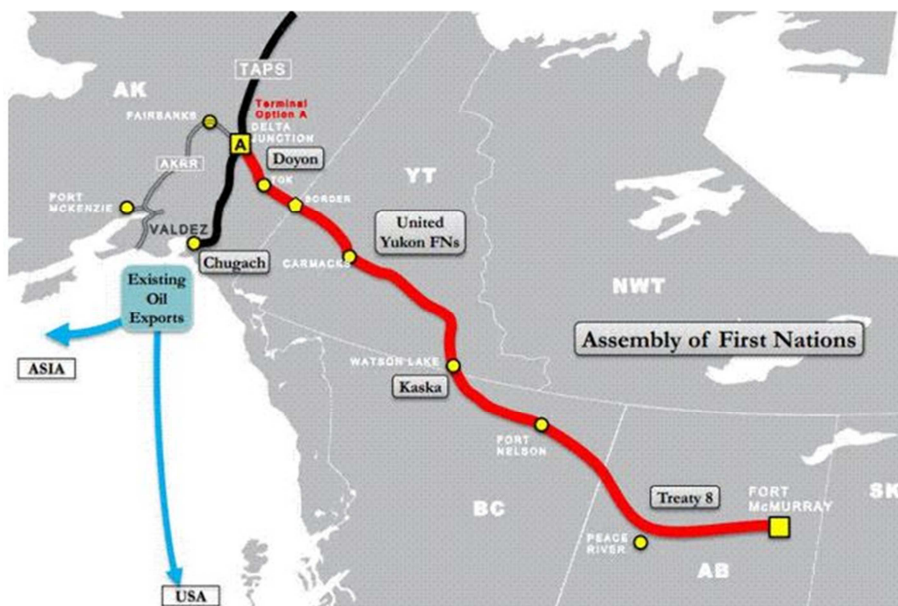 TAPS
AK
Terminal
Option A
FAIRBANKS
DELTA
JUNCTION
A
Doyon
AKRR
TOK
YT
BORDER
PORT
MCKENZIE
VALDEZ
United
Yukon FNs
Chugach
CARMACKS
Existing
Oil
Exports
NWT
Assembly of First Nations
ASIA
WATSON LAKE
Kaska
FORT
NELSON
Treaty 8
FORT
McMURRAY
SK
BC
PEACE
RIVER
AB
USA